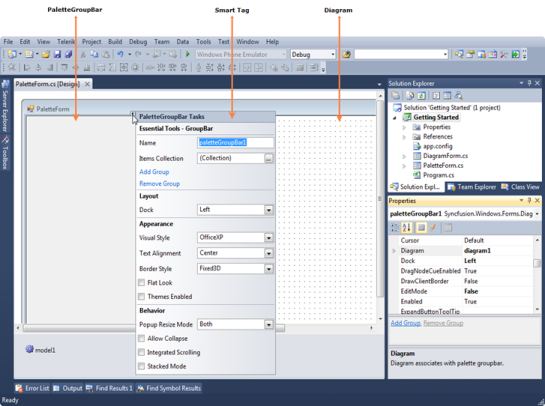 PaletteGroupBar Smart Tag Diagram
File Edit View Telerik Project Build Debug Team Data Tools Test Window Help
Windows Phone Emulator Debug
PaletteForm.cs [Design]
Server Explorer
Toolbox
PaletteForm
PaletteGroupBar Tasks
Essential Tools - GroupBar
Name paletteGroupBar1
Items Collection (Collection) ...
Add Group
Remove Group
Layout
Dock Left
Appearance
Visual Style OfficeXP
Text Alignment Center
Border Style Fixed3D
Flat Look
Themes Enabled
Behavior
Popup Resize Mode Both
Allow Collapse
Integrated Scrolling
Stacked Mode
model1
Solution Explorer
Solution 'Getting Started' (1 project)
Getting Started
Properties
References
app.config
DiagramForm.cs
PaletteForm.cs
Program.cs
Solution Expl... Team Explorer Class View
Properties
paletteGroupBar1 Syncfusion.Windows.Forms.Diag
Cursor Default
Diagram diagram1
Dock Left
DragNodeCueEnabled True
DrawClientBorder False
EditMode False
Enabled True
ExpandButtonToolTip
Add Group Remove Group
Diagram
Diagram associates with palette groupbar.
Error List Output Find Results 1 Find Symbol Results
Ready